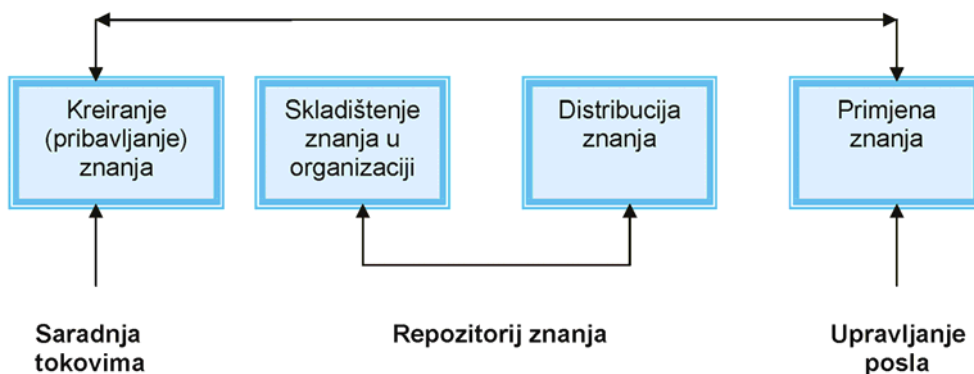 Kreiranje
(pribavljanje)
znanja
Skladištenje
znanja u
organizaciji
Distribucija
znanja
Primjena
znanja
Saradnja
tokovima
Repozitorij znanja
Upravljanje
posla